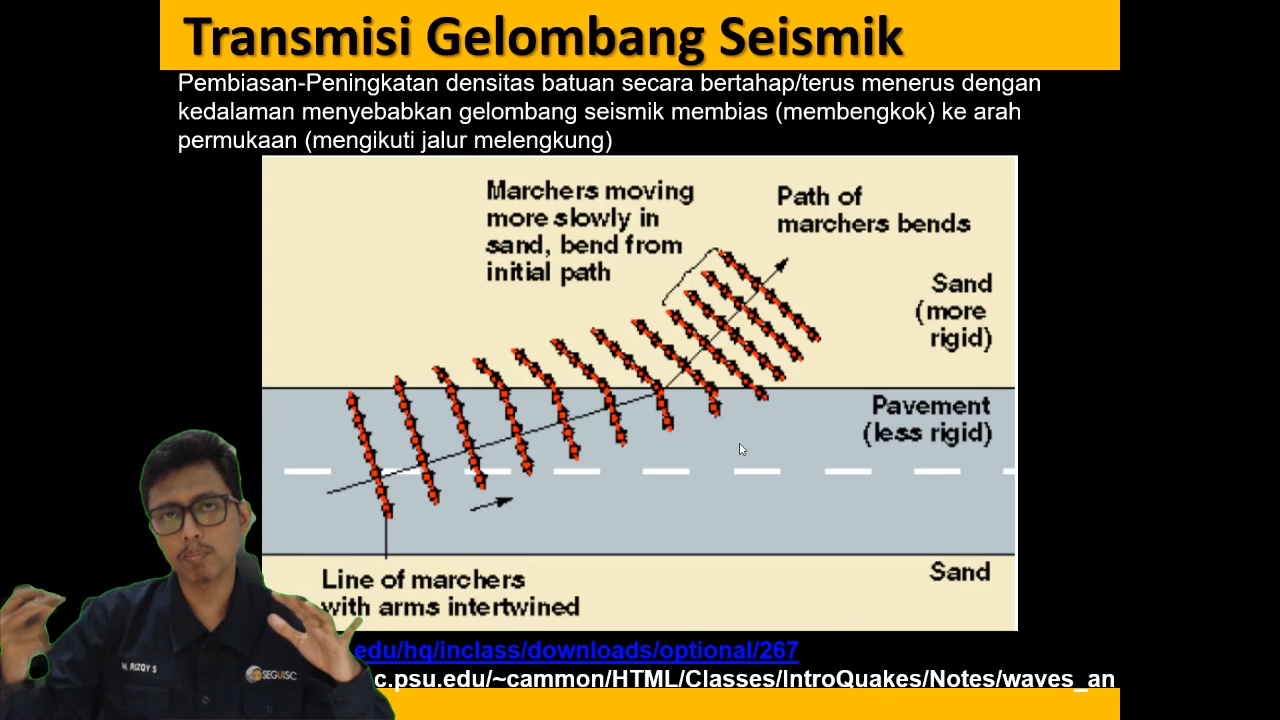 Transmisi Gelombang Seismik
Pembiasan-Peningkatan densitas batuan secara bertahap/terus menerus dengan
kedalaman menyebabkan gelombang seismik membias (membengkok) ke arah
permukaan (mengikuti jalur melengkung)
Marchers moving
more slowly in
sand, bend from
initial path
Path of
marchers bends
Sand
(more
rigid)
Pavement
(less rigid)
Sand
Line of marchers
with arms intertwined
edu/hq/inclass/downloads/optional/267
c.psu.edu/~cammon/HTML/Classes/IntroQuakes/Notes/waves_an
M. RIZQY S
SEGUISC